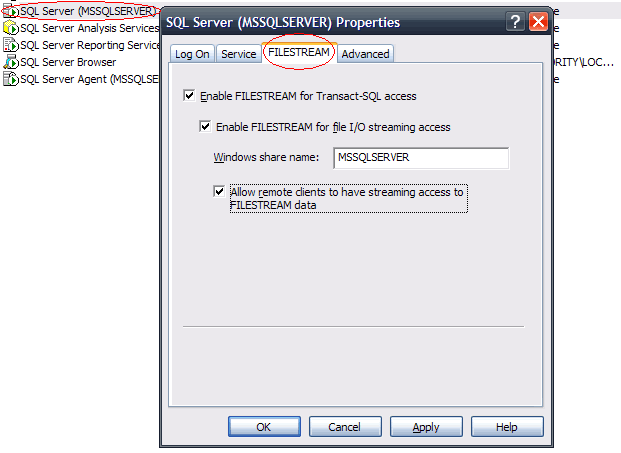 SQL Server (MSSQLSERVER)
SQL Server Analysis Services
SQL Server Reporting Service
SQL Server Browser
SQL Server Agent (MSSQLSE
SQL Server (MSSQLSERVER) Properties
Log On Service FILESTREAM Advanced
Enable FILESTREAM for Transact-SQL access
Enable FILESTREAM for file I/O streaming access
Windows share name: MSSQLSERVER
Allow remote clients to have streaming access to
FILESTREAM data
OK Cancel Apply Help
ORITY\LOC...